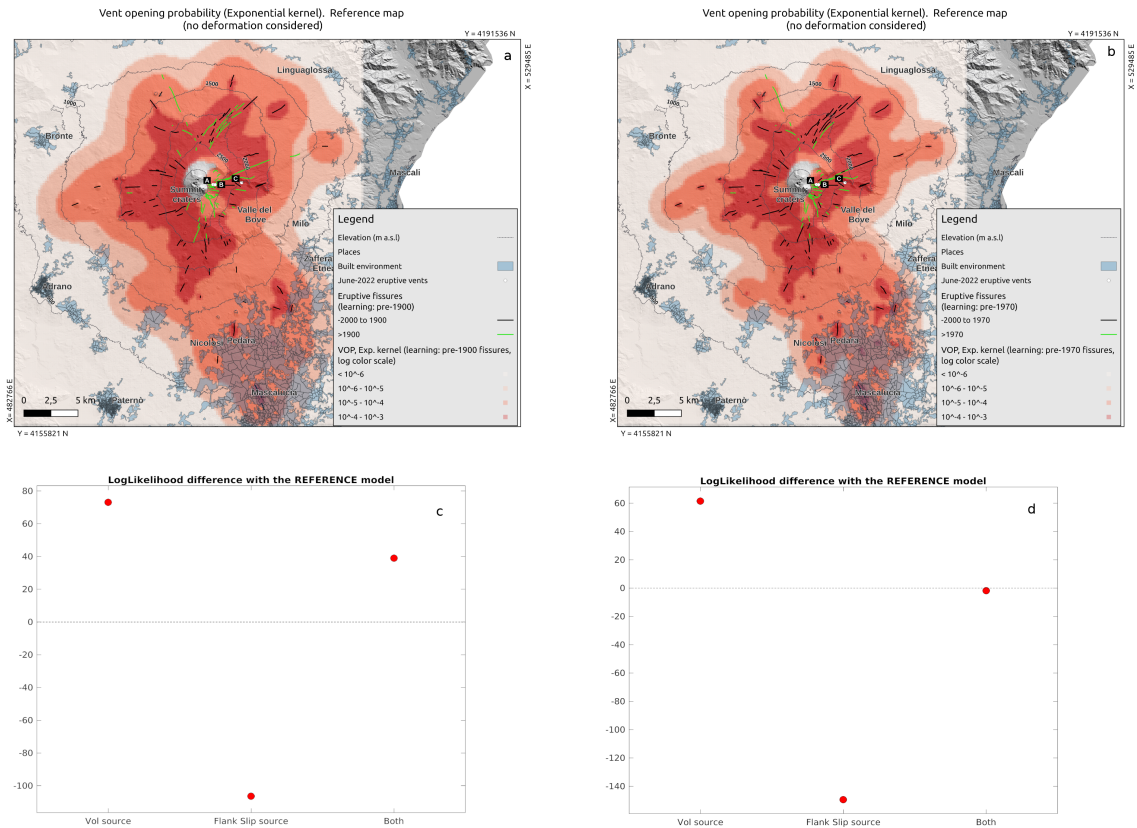 Vent opening probability (Exponential kernel). Reference map
(no deformation considered)
Y = 4191536 N
X = 529485 E
a
Linguaglossa
1500
1000
Bronte
2500
A
B
C
Mascali
Summit
craters
Valle del
Bove
Milo
Zaffera
Etnea
Adrano
Nicolosi
Pedara
Mascalucia
Paternò
0 2,5 5 km
X= 482766 E
Y = 4155821 N
Legend
Elevation (m a.s.l)
Places
Built environment
June-2022 eruptive vents
Eruptive fissures
(learning: pre-1900)
-2000 to 1900
>1900
VOP, Exp. kernel (learning: pre-1900 fissures,
log color scale)
< 10^-6
10^-6 - 10^-5
10^-5 - 10^-4
10^-4 - 10^-3
Vent opening probability (Exponential kernel). Reference map
(no deformation considered)
Y = 4191536 N
X = 529485 E
b
Linguaglossa
1500
1000
Bronte
2500
A
B
C
Mascali
Summit
craters
Valle del
Bove
Milo
Zaffera
Etnea
Adrano
Nicolosi
Pedara
Mascalucia
Paternò
0 2,5 5 km
X= 482766 E
Y = 4155821 N
Legend
Elevation (m a.s.l)
Places
Built environment
June-2022 eruptive vents
Eruptive fissures
(learning: pre-1970)
-2000 to 1970
>1970
VOP, Exp. kernel (learning: pre-1970 fissures,
log color scale)
< 10^-6
10^-6 - 10^-5
10^-5 - 10^-4
10^-4 - 10^-3
LogLikelihood difference with the REFERENCE model
c
80
60
40
20
0
-20
-40
-60
-80
-100
Vol source
Flank Slip source
Both
LogLikelihood difference with the REFERENCE model
d
60
40
20
0
-20
-40
-60
-80
-100
-120
-140
Vol source
Flank Slip source
Both